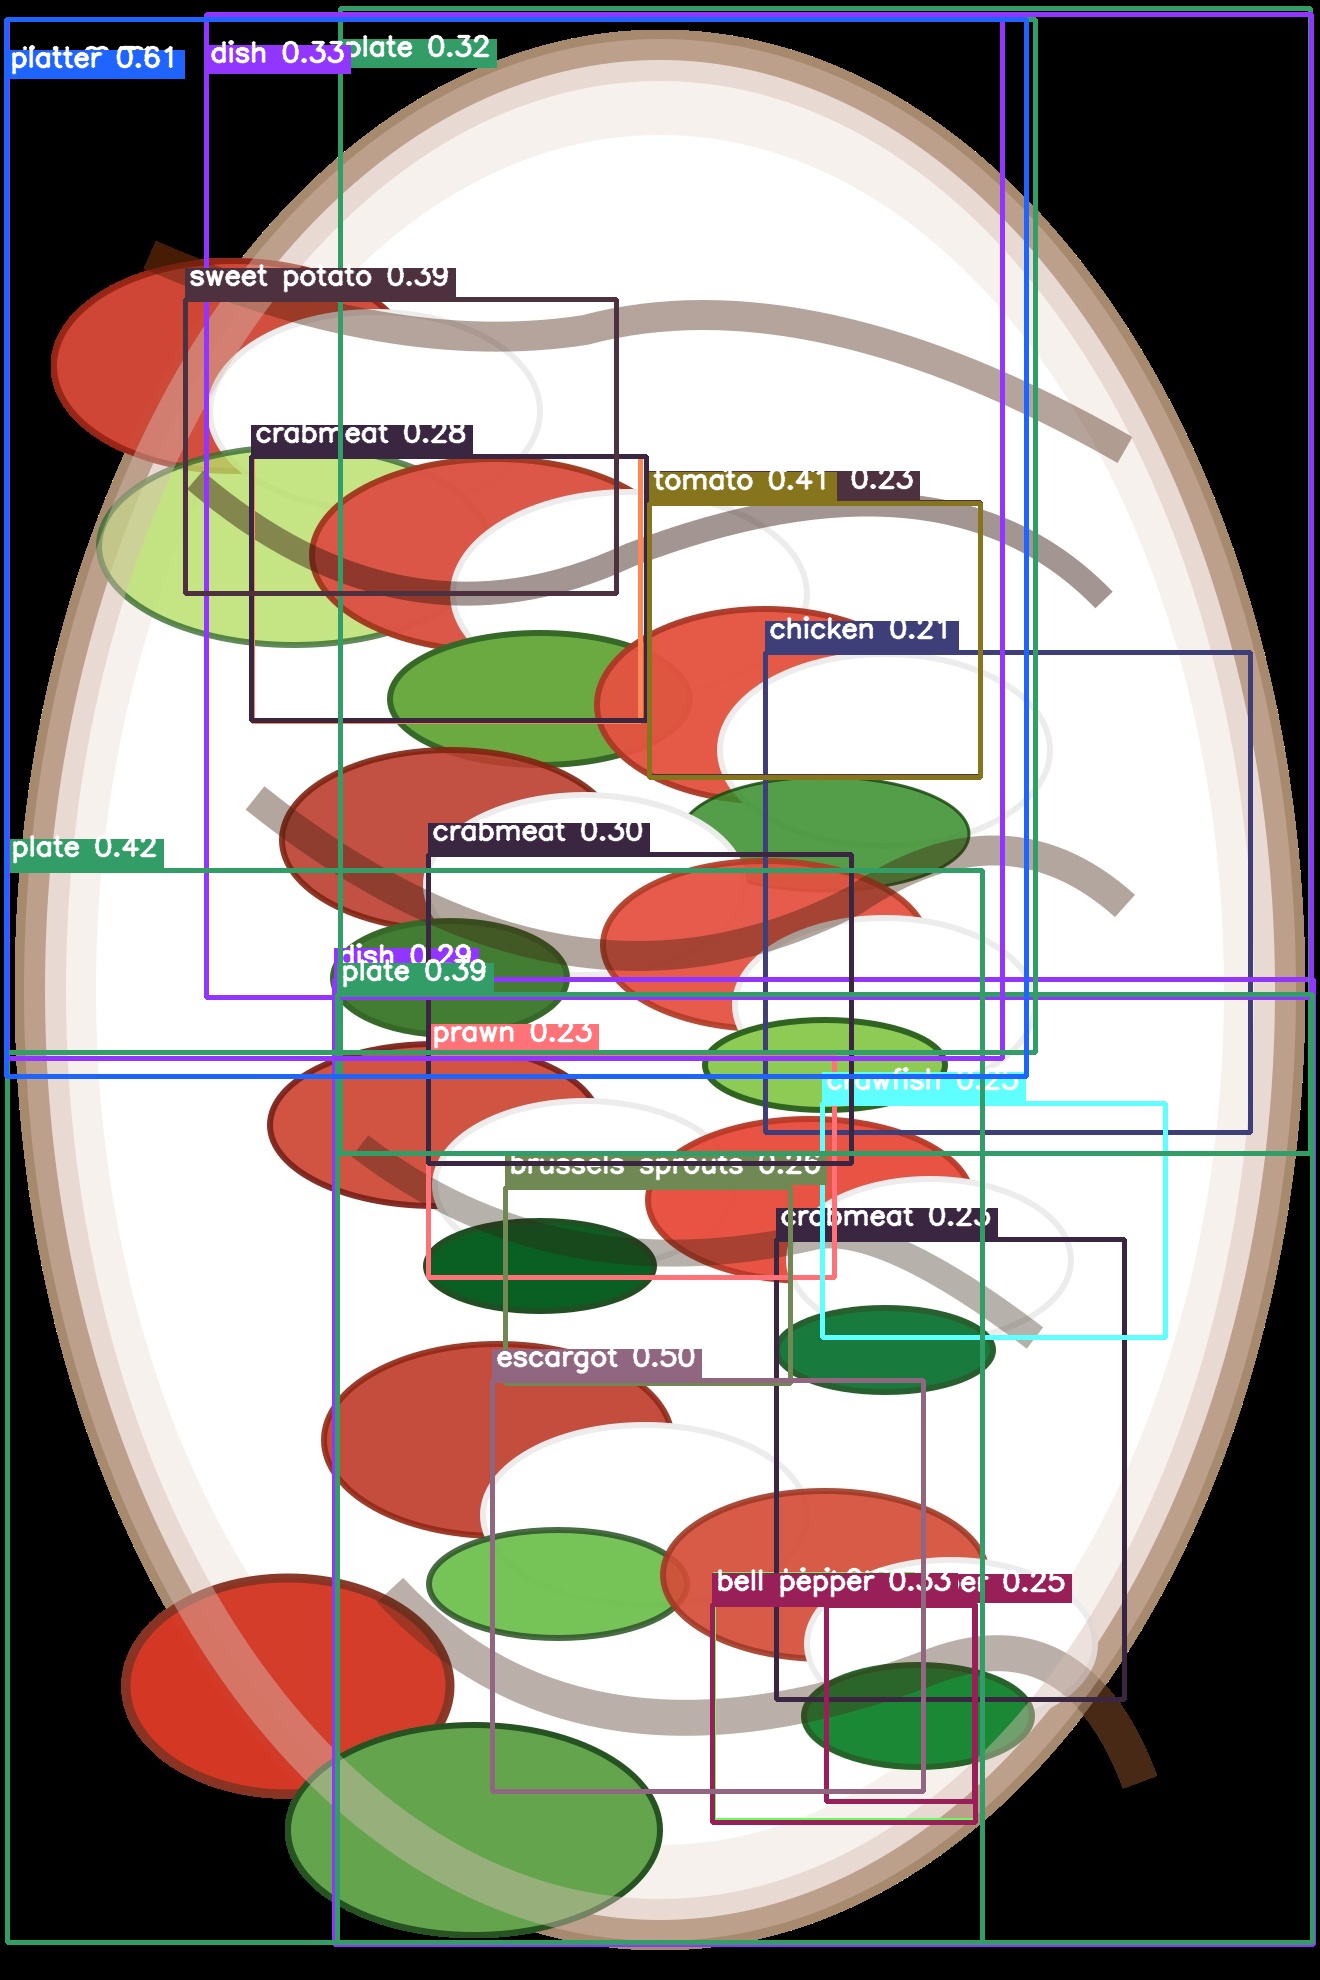 plate 0.32
dish 0.33
platter 0.61
sweet potato 0.39
crabmeat 0.28
tomato 0.41 0.23
chicken 0.21
crabmeat 0.30
plate 0.42
dish 0.29
plate 0.39
prawn 0.23
crawfish 0.25
brussels sprouts 0.26
crabmeat 0.25
escargot 0.50
bell pepper 0.33 er 0.25